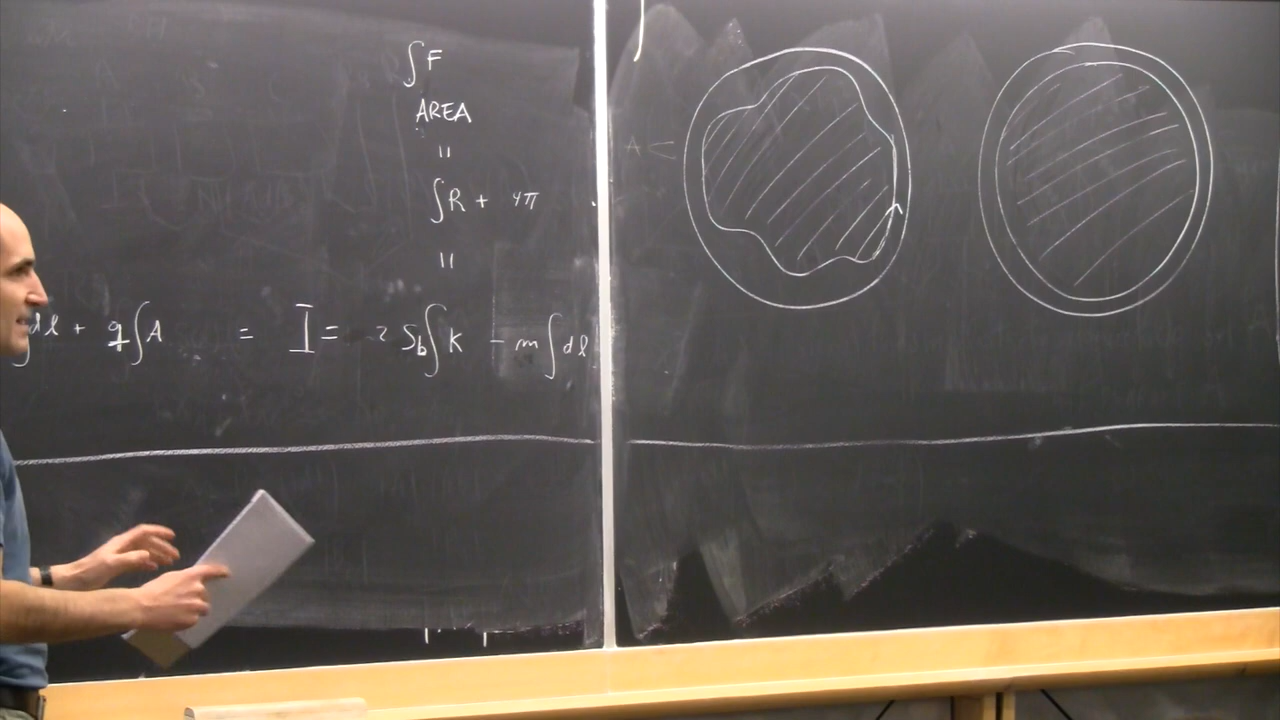 ∫F
AREA
"
∫R + 4π
"
∫dl + q∫A = I = 2 S_b∫K - m∫dl
A <